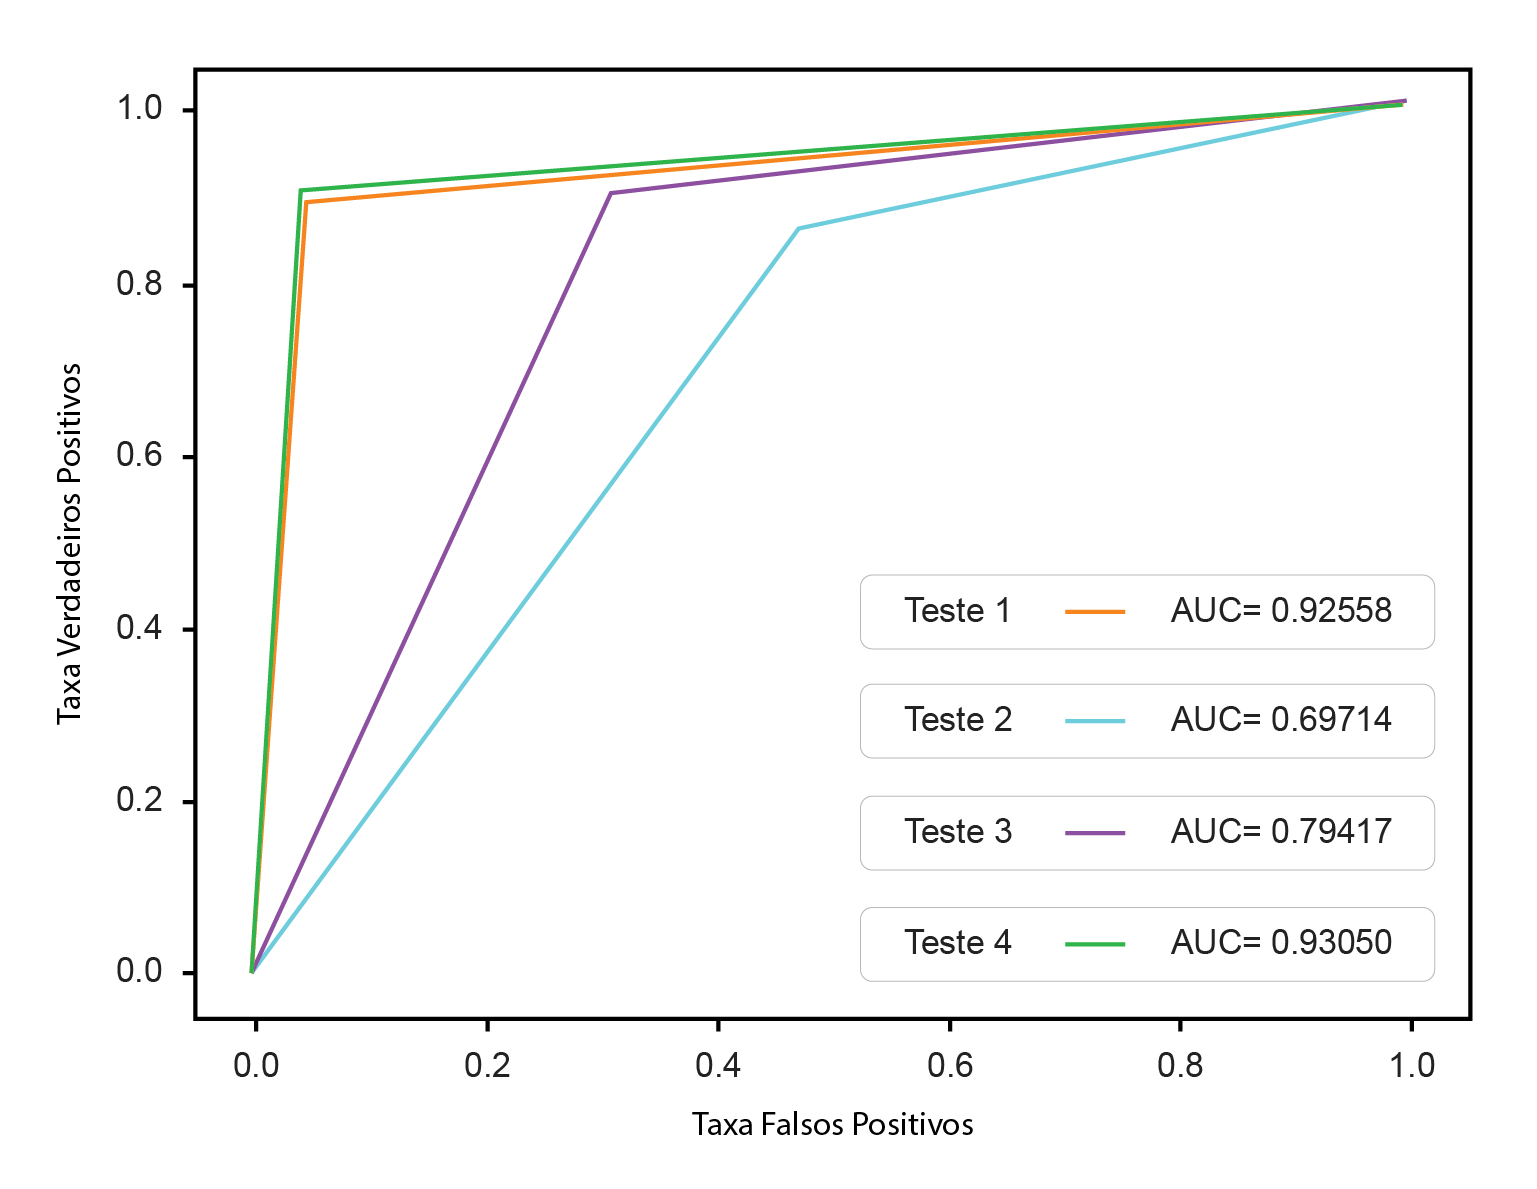 1.0
0.8
0.6
0.4
0.2
0.0
Taxa Verdadeiros Positivos
Teste 1 AUC= 0.92558
Teste 2 AUC= 0.69714
Teste 3 AUC= 0.79417
Teste 4 AUC= 0.93050
0.0 0.2 0.4 0.6 0.8 1.0
Taxa Falsos Positivos